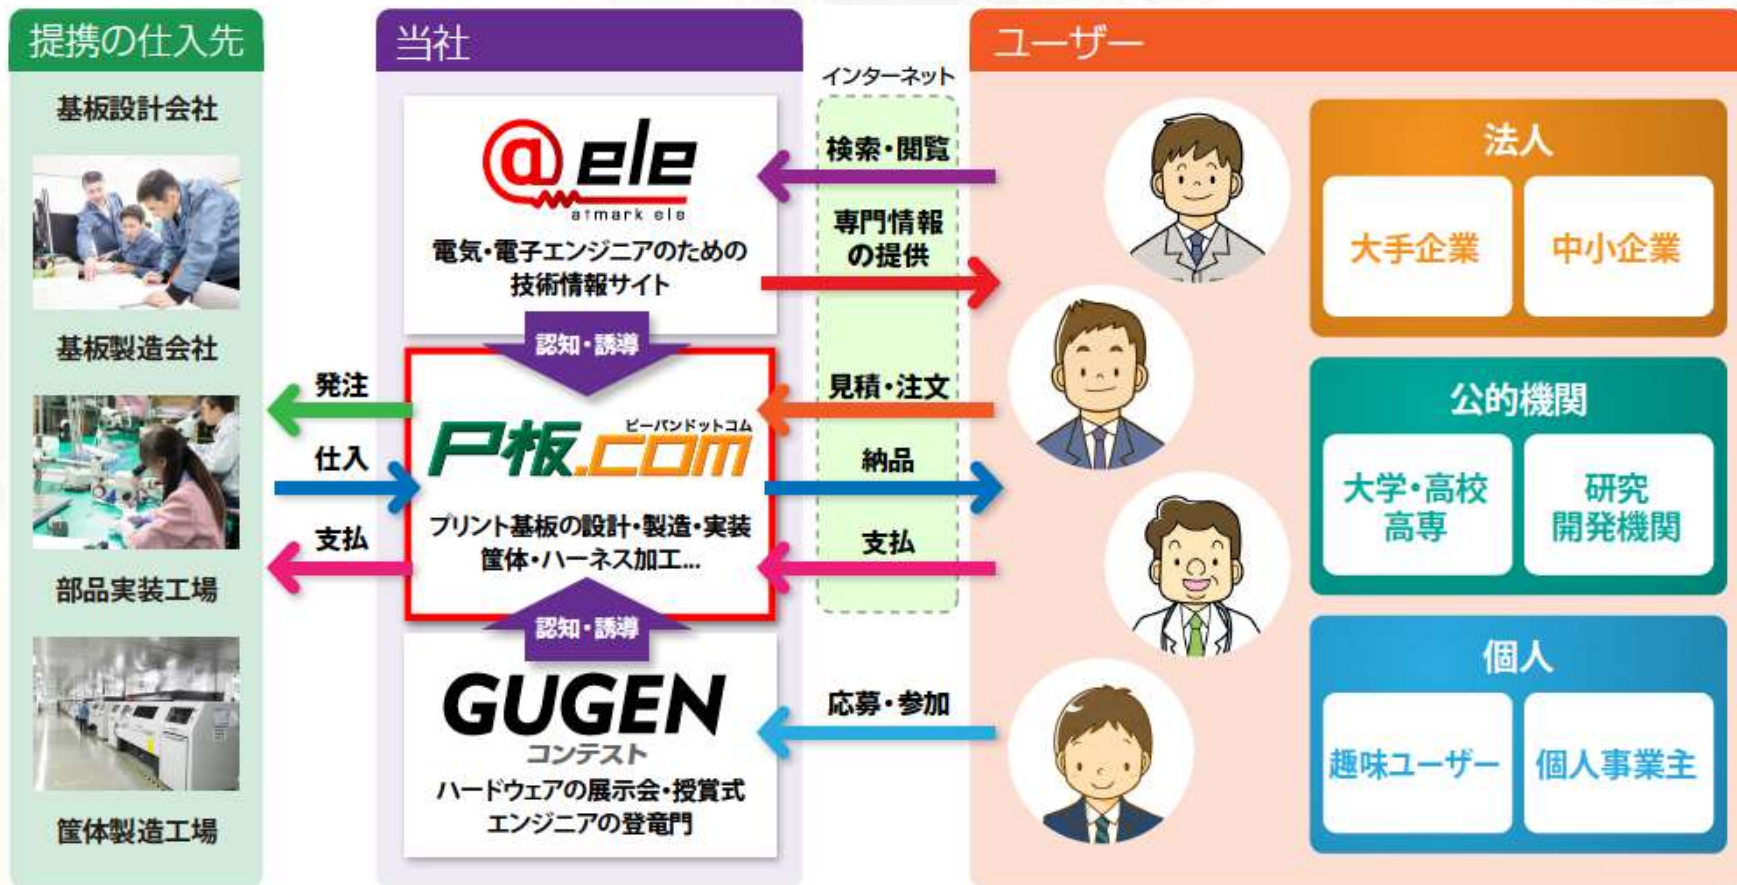 提携の仕入先
基板設計会社
基板製造会社
部品実装工場
筐体製造工場
発注
仕入
支払
当社
@ele
atmark ele
電気・電子エンジニアのための
技術情報サイト
認知・誘導
ピーバンドットコム
P板.com
プリント基板の設計・製造・実装
筐体・ハーネス加工...
認知・誘導
GUGEN
コンテスト
ハードウェアの展示会・授賞式
エンジニアの登竜門
インターネット
検索・閲覧
専門情報
の提供
見積・注文
納品
支払
応募・参加
ユーザー
法人
大手企業
中小企業
公的機関
大学・高校
高専
研究
開発機関
個人
趣味ユーザー
個人事業主